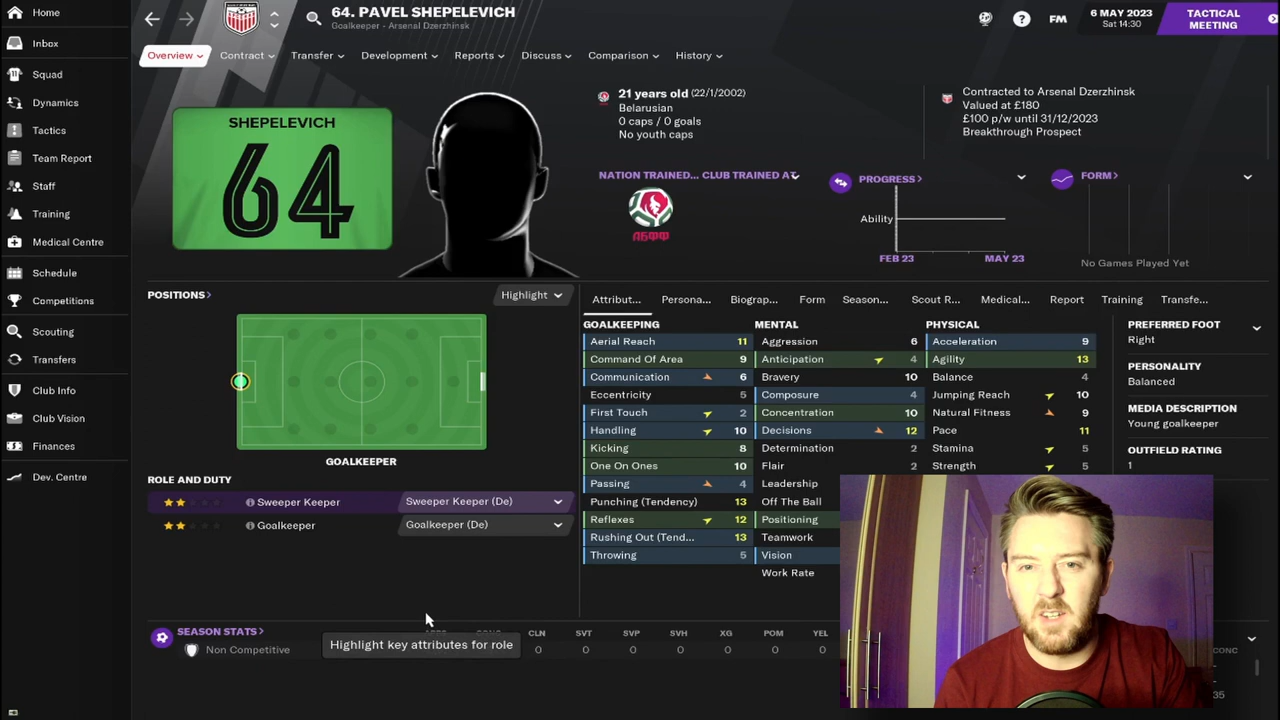 Home
64. PAVEL SHEPELEVICH
Goalkeeper - Arsenal Dzerzhinsk
FM
6 MAY 2023
Sat 14:30
TACTICAL
MEETING
Inbox
Squad
Dynamics
Tactics
Team Report
Staff
Training
Medical Centre
Schedule
Competitions
Scouting
Transfers
Club Info
Club Vision
Finances
Dev. Centre
Overview
Contract
Transfer
Development
Reports
Discuss
Comparison
History
SHEPELEVICH
64
21 years old (22/1/2002)
Belarusian
0 caps / 0 goals
No youth caps
Contracted to Arsenal Dzerzhinsk
Valued at £180
£100 p/w until 31/12/2023
Breakthrough Prospect
NATION TRAINED... CLUB TRAINED AT
АБФФ
PROGRESS
Ability
FEB 23
MAY 23
FORM
No Games Played Yet
POSITIONS
Highlight
GOALKEEPER
ROLE AND DUTY
Sweeper Keeper
Sweeper Keeper (De)
Goalkeeper
Goalkeeper (De)
Attribut...
Persona...
Biograp...
Form
Season...
Scout R...
Medical...
Report
Training
Transfe...
GOALKEEPING
Aerial Reach 11
Command Of Area 9
Communication 6
Eccentricity 5
First Touch 2
Handling 10
Kicking 8
One On Ones 10
Passing 4
Punching (Tendency) 13
Reflexes 12
Rushing Out (Tend... 13
Throwing 5
MENTAL
Aggression 6
Anticipation 4
Bravery 10
Composure 4
Concentration 10
Decisions 12
Determination 2
Flair 2
Leadership
Off The Ball
Positioning
Teamwork
Vision
Work Rate
PHYSICAL
Acceleration 9
Agility 13
Balance 4
Jumping Reach 10
Natural Fitness 9
Pace 11
Stamina 5
Strength 5
PREFERRED FOOT
Right
PERSONALITY
Balanced
MEDIA DESCRIPTION
Young goalkeeper
OUTFIELD RATING
1
SEASON STATS
CLN SVT SVP SVH XG POM YEL
Non Competitive
0 0 0 0 0 0 0
Highlight key attributes for role
CONC
35